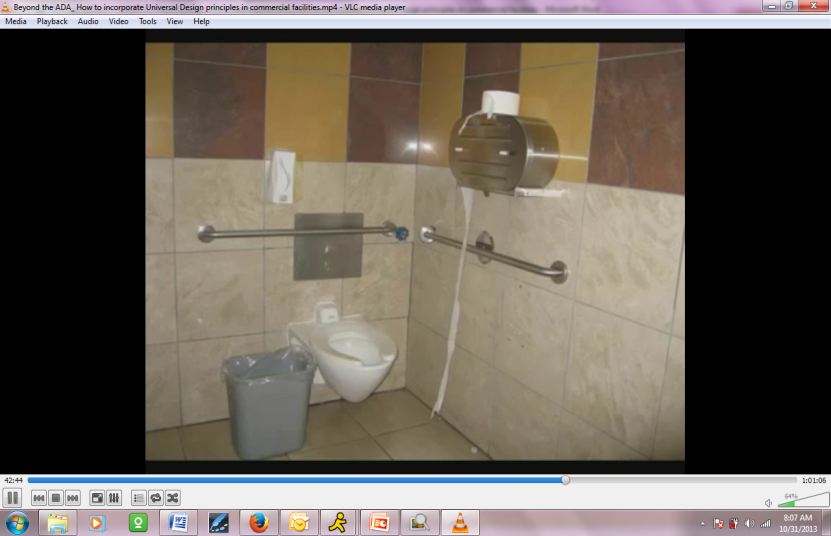 Beyond the ADA_ How to incorporate Universal Design principles in commercial facilities.mp4 - VLC media player
Media Playback Audio Video Tools View Help
42:44
1:01:06
64%
8:07 AM
10/31/2013